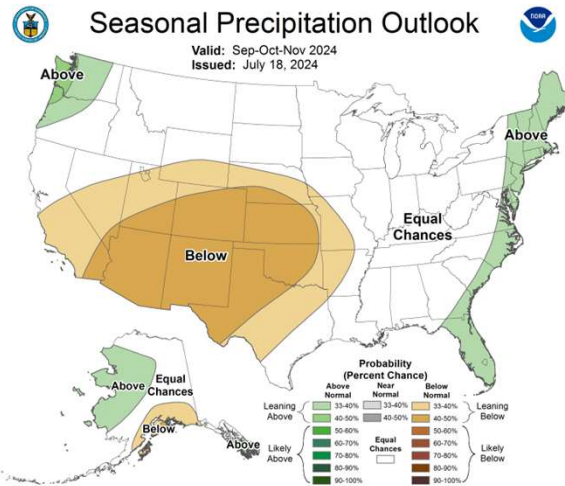 Seasonal Precipitation Outlook
Valid: Sep-Oct-Nov 2024
Issued: July 18, 2024
NOAA
Above
Above
Equal
Chances
Below
Above
Equal
Chances
Below
Above
Probability
(Percent Chance)
Above
Normal
Near
Normal
Below
Normal
Leaning
Above
33-40%
33-40%
33-40%
Leaning
Below
40-50%
40-50%
40-50%
Likely
Above
50-60%
50-60%
Likely
Below
60-70%
60-70%
70-80%
Equal
Chances
70-80%
80-90%
80-90%
90-100%
90-100%